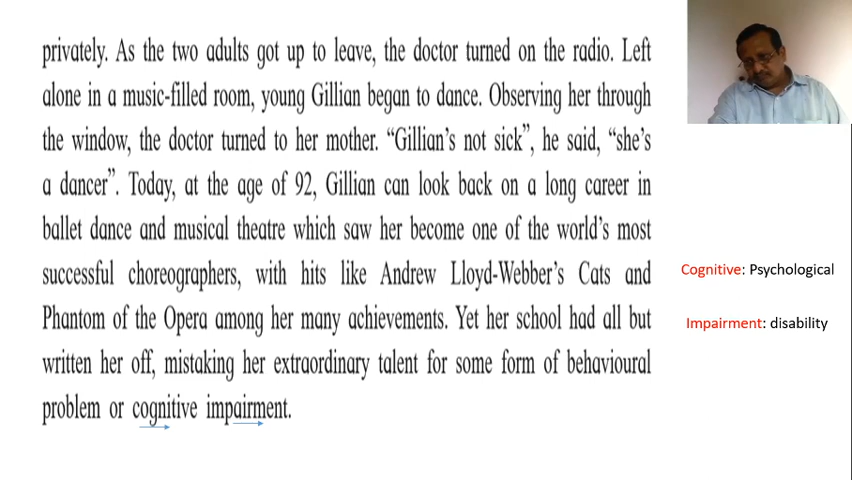 privately. As the two adults got up to leave, the doctor turned on the radio. Left
alone in a music-filled room, young Gillian began to dance. Observing her through
the window, the doctor turned to her mother. “Gillian’s not sick”, he said, “she’s
a dancer”. Today, at the age of 92, Gillian can look back on a long career in
ballet dance and musical theatre which saw her become one of the world’s most
successful choreographers, with hits like Andrew Lloyd-Webber’s Cats and
Phantom of the Opera among her many achievements. Yet her school had all but
written her off, mistaking her extraordinary talent for some form of behavioural
problem or cognitive impairment.
Cognitive: Psychological
Impairment: disability